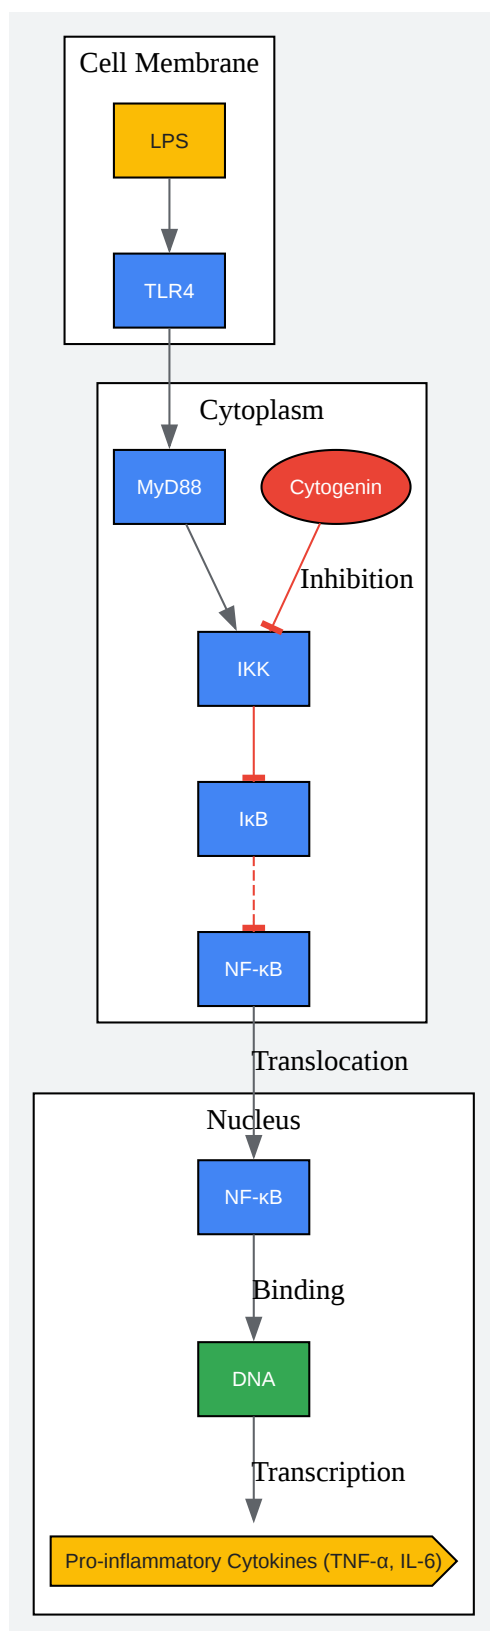 Cell Membrane
LPS
TLR4
Cytoplasm
MyD88
Cytogenin
Inhibition
IKK
IκB
NF-κB
Translocation
Nucleus
NF-κB
Binding
DNA
Transcription
Pro-inflammatory Cytokines (TNF-α, IL-6)